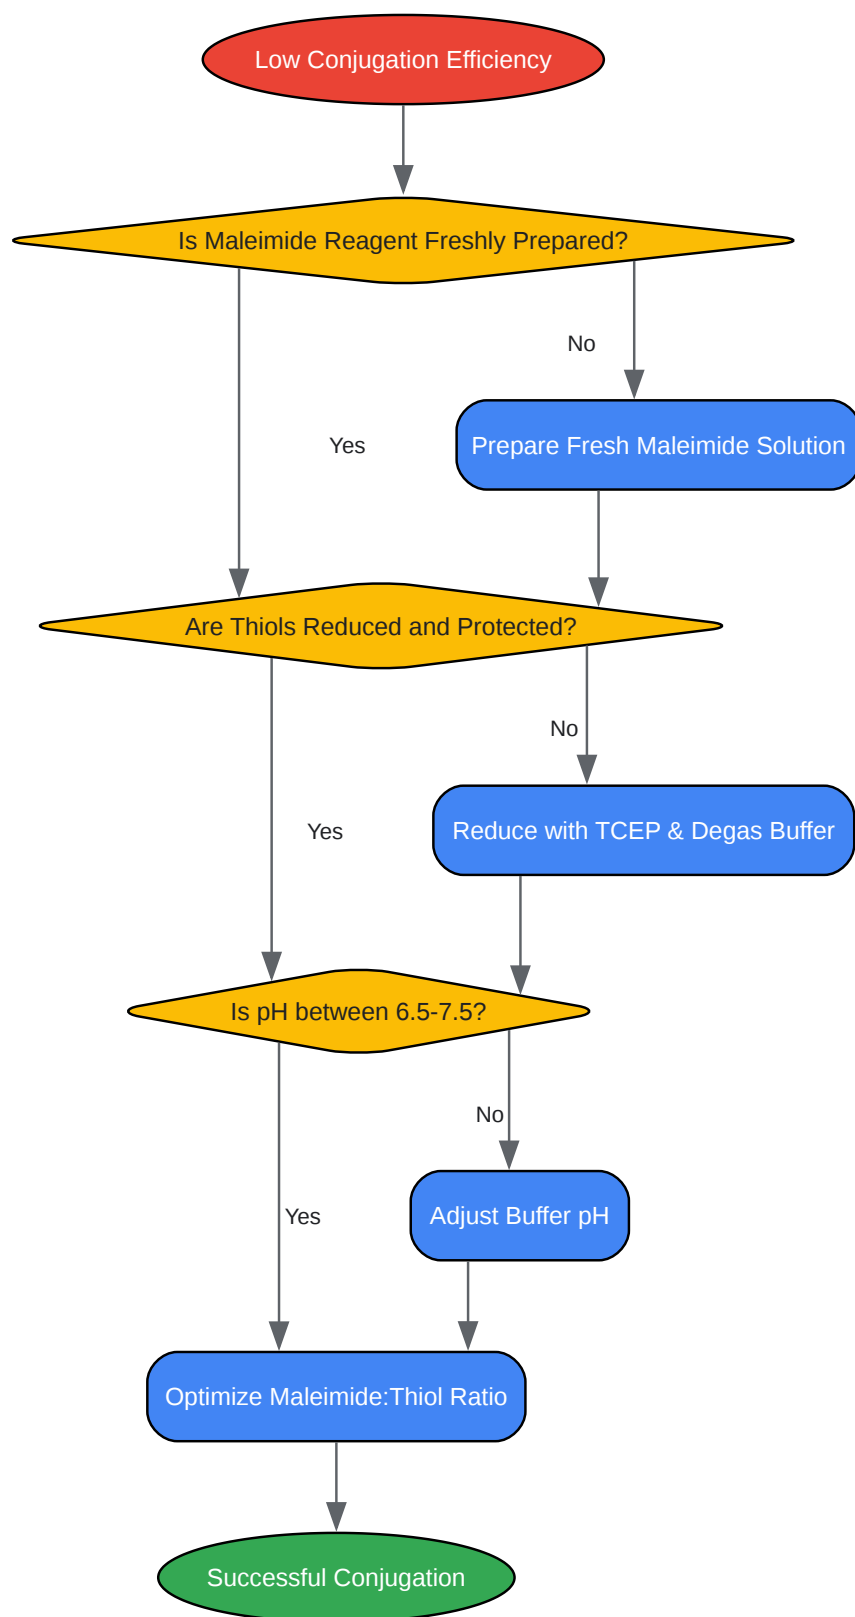 Low Conjugation Efficiency
Is Maleimide Reagent Freshly Prepared?
No
Yes
Prepare Fresh Maleimide Solution
Are Thiols Reduced and Protected?
No
Yes
Reduce with TCEP & Degas Buffer
Is pH between 6.5-7.5?
No
Yes
Adjust Buffer pH
Optimize Maleimide:Thiol Ratio
Successful Conjugation